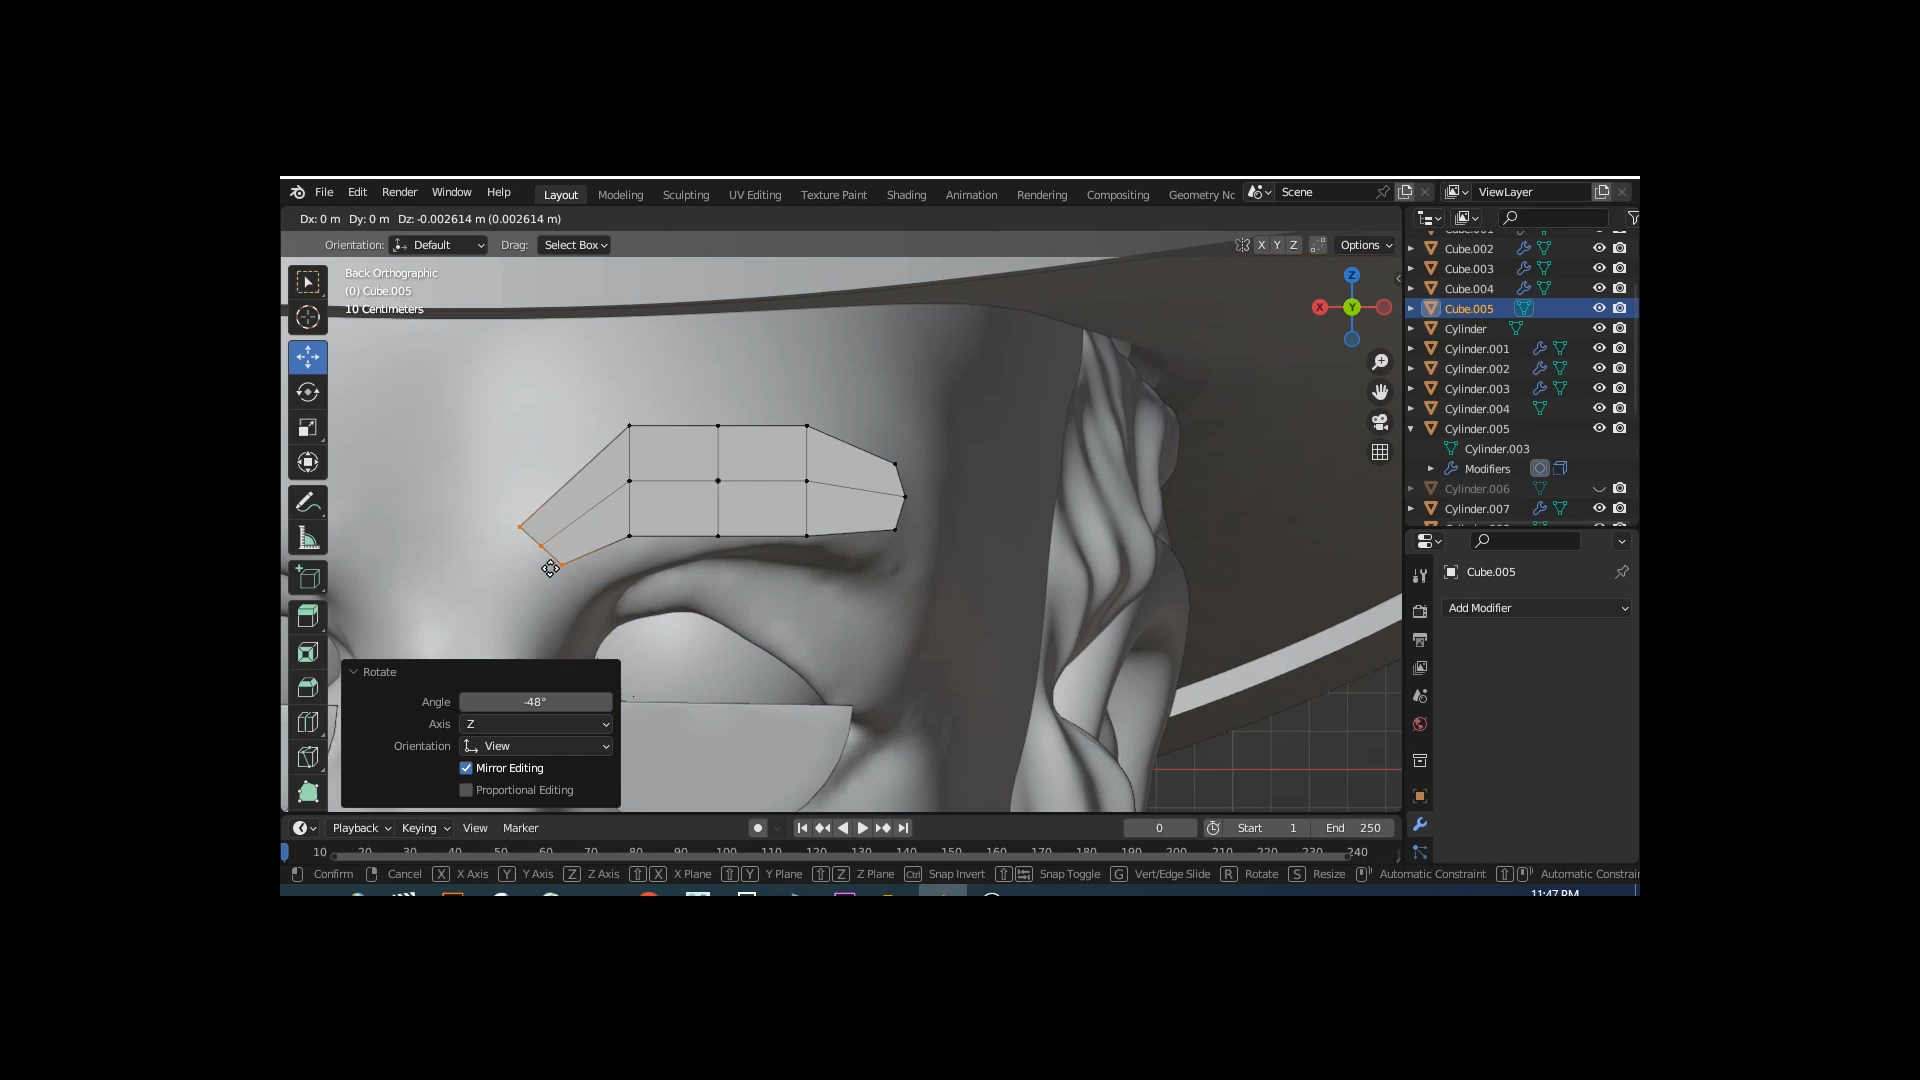 File Edit Render Window Help Layout Modeling Sculpting UV Editing Texture Paint Shading Animation Rendering Compositing Geometry Nc Scene ViewLayer
Dx: 0 m Dy: 0 m Dz: -0.002614 m (0.002614 m)
Orientation: Default Drag: Select Box X Y Z Options
Back Orthographic
(0) Cube.005
10 Centimeters
Z
X
Y
Cube.002
Cube.003
Cube.004
Cube.005
Cylinder
Cylinder.001
Cylinder.002
Cylinder.003
Cylinder.004
Cylinder.005
Cylinder.003
Modifiers
Cylinder.006
Cylinder.007
Cube.005
Add Modifier
Rotate
Angle -48°
Axis Z
Orientation View
Mirror Editing
Proportional Editing
Playback Keying View Marker 0 Start 1 End 250
10 20 30 40 50 60 70 80 90 100 110 120 130 140 150 160 170 180 190 200 210 220 230 240
Confirm Cancel X X Axis Y Y Axis Z Z Axis X X Plane Y Y Plane Z Z Plane Ctrl Snap Invert Snap Toggle G Vert/Edge Slide R Rotate S Resize Automatic Constraint Automatic Constrai
11:47 PM